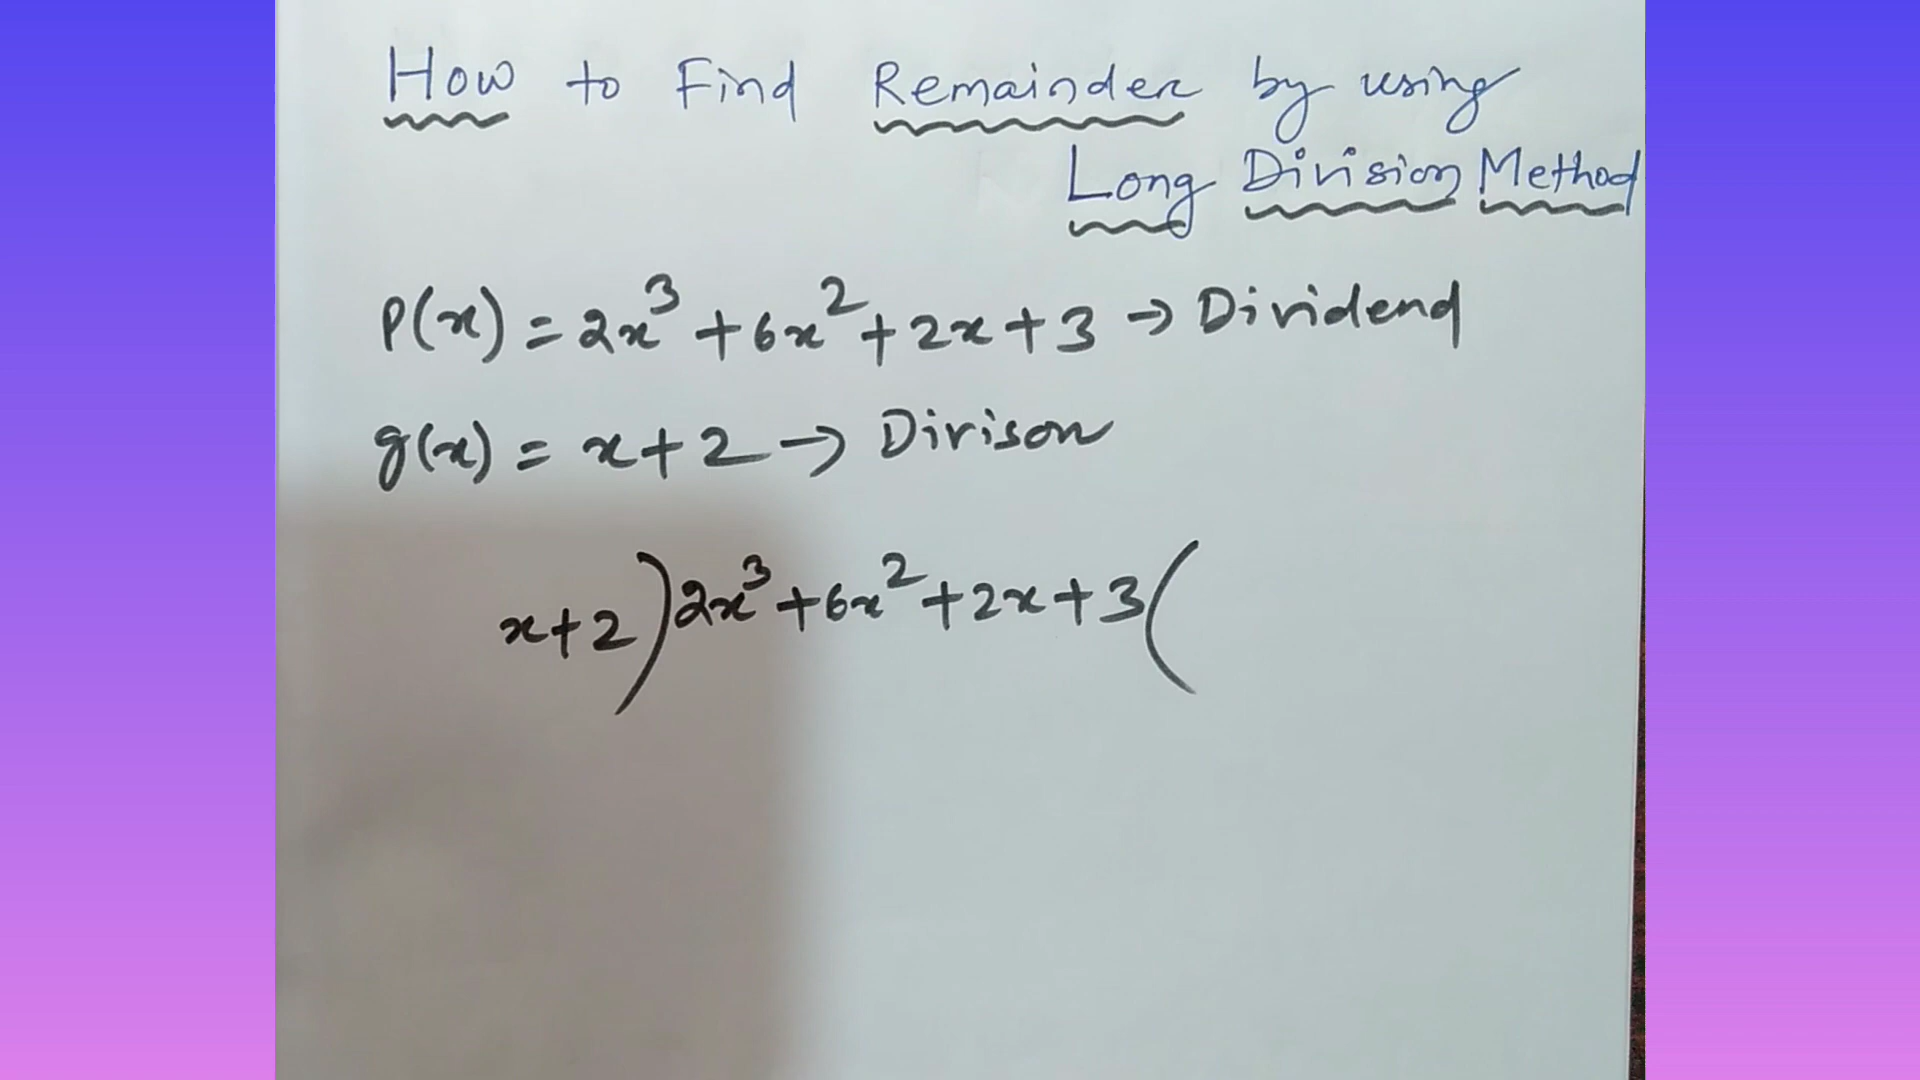 How to Find Remainder by using
Long Division Method
P(x) = 2x³ + 6x² + 2x + 3 → Dividend
g(x) = x + 2 → Divisor
x + 2 ) 2x³ + 6x² + 2x + 3 (